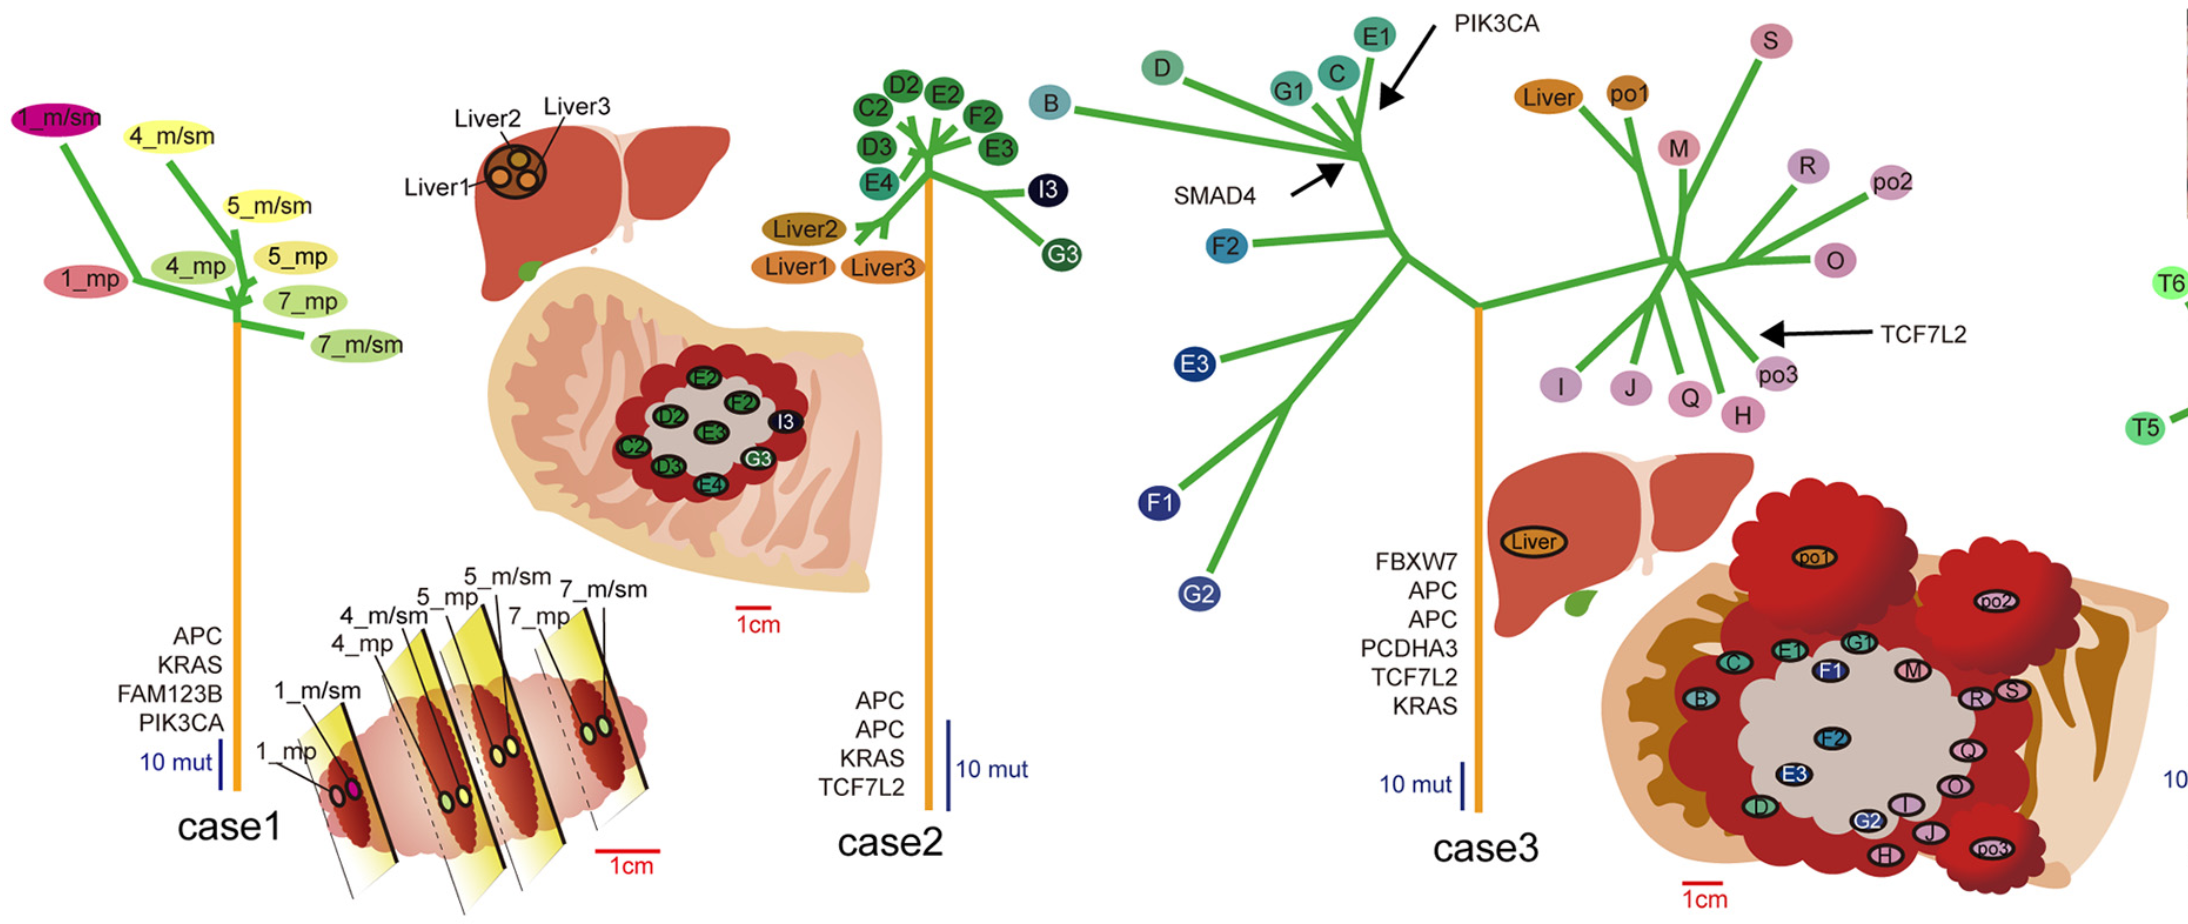 1_m/sm
4_m/sm
5_m/sm
4_mp
5_mp
1_mp
7_mp
7_m/sm
APC
KRAS
FAM123B
PIK3CA
10 mut
case1
5_m/sm
7_m/sm
5_mp
4_m/sm
7_mp
4_mp
1_m/sm
1_mp
1cm
Liver2
Liver3
Liver1
E2
F2
D2
I3
E3
C2
G3
D3
E4
1cm
D2
C2
E2
F2
D3
E3
E4
I3
Liver2
G3
Liver1
Liver3
APC
APC
KRAS
TCF7L2
10 mut
case2
E1
PIK3CA
D
C
G1
B
SMAD4
F2
E3
F1
G2
S
Liver
po1
M
R
po2
O
TCF7L2
I
J
Q
H
po3
FBXW7
APC
APC
PCDHA3
TCF7L2
KRAS
10 mut
case3
Liver
po1
po2
G1
E1
C
F1
M
B
R
S
F2
Q
E3
O
D
I
G2
J
H
po3
1cm
T6
T5
10